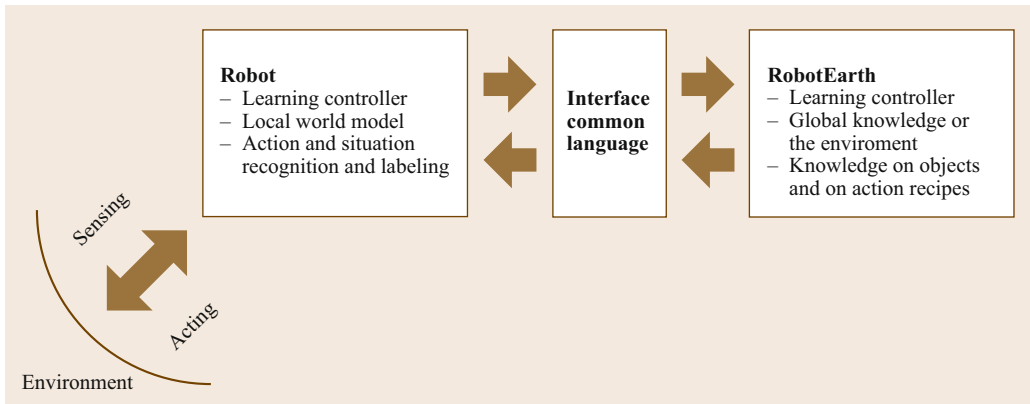 Robot
– Learning controller
– Local world model
– Action and situation
recognition and labeling
Interface
common
language
RobotEarth
– Learning controller
– Global knowledge or
the enviroment
– Knowledge on objects
and on action recipes
Sensing
Acting
Environment